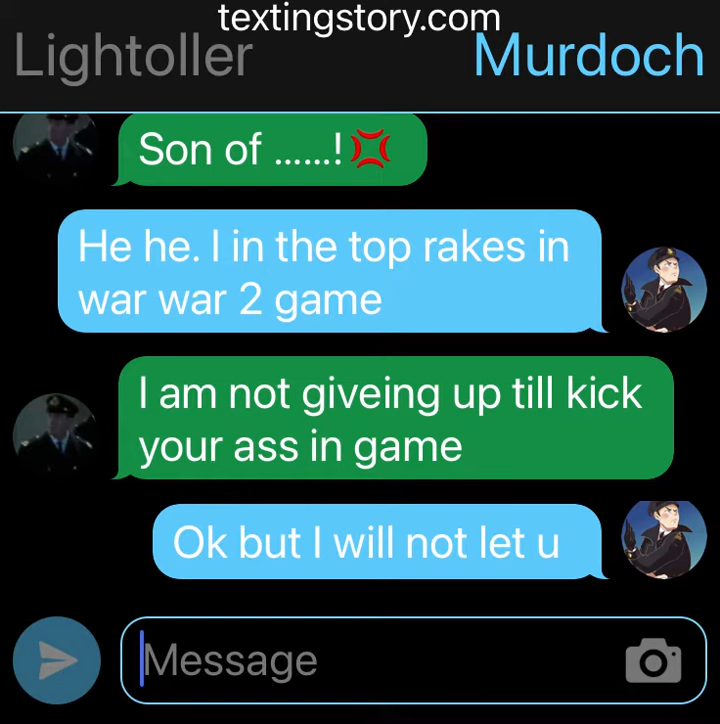 textingstory.com
Lightoller
Murdoch
Son of ......!💢
He he. I in the top rakes in
war war 2 game
I am not giveing up till kick
your ass in game
Ok but I will not let u
Message